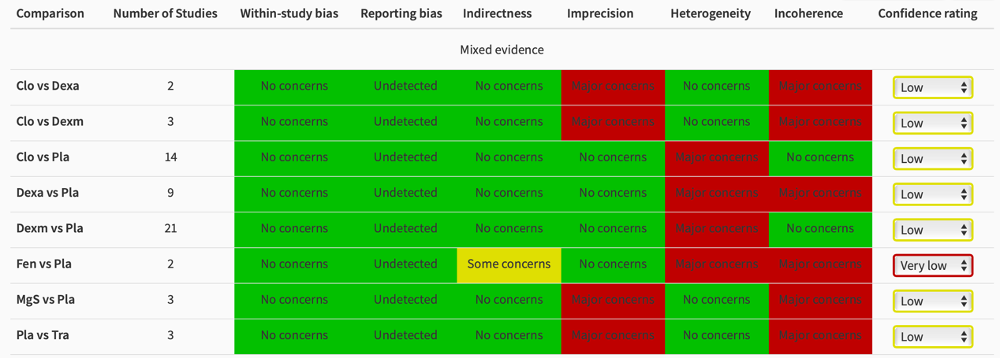 Comparison Number of Studies Within-study bias Reporting bias Indirectness Imprecision Heterogeneity Incoherence Confidence rating
Mixed evidence
Clo vs Dexa 2 No concerns Undetected No concerns Major concerns No concerns Major concerns Low
Clo vs Dexm 3 No concerns Undetected No concerns Major concerns No concerns Major concerns Low
Clo vs Pla 14 No concerns Undetected No concerns No concerns Major concerns No concerns Low
Dexa vs Pla 9 No concerns Undetected No concerns No concerns Major concerns Major concerns Low
Dexm vs Pla 21 No concerns Undetected No concerns No concerns Major concerns No concerns Low
Fen vs Pla 2 No concerns Undetected Some concerns No concerns Major concerns Major concerns Very low
MgS vs Pla 3 No concerns Undetected No concerns Major concerns No concerns Major concerns Low
Pla vs Tra 3 No concerns Undetected No concerns Major concerns No concerns Major concerns Low